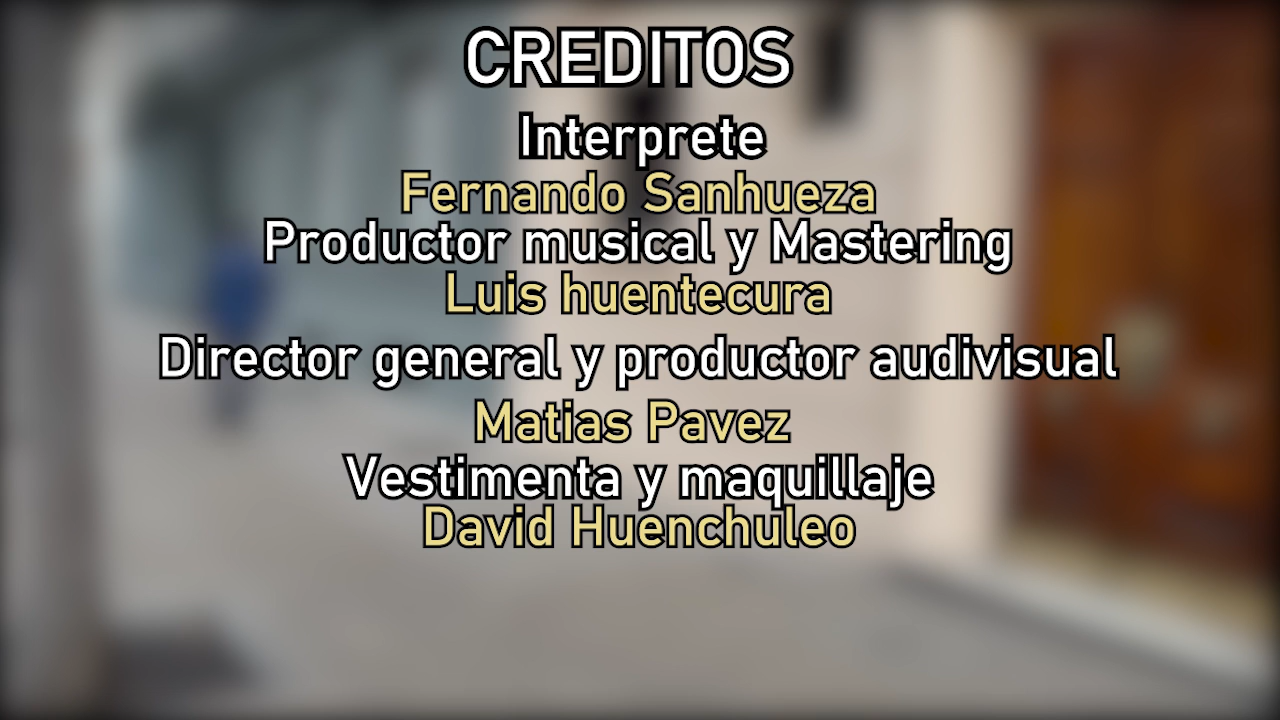 CREDITOS
Interprete
Fernando Sanhueza
Productor musical y Mastering
Luis huentecura
Director general y productor audivisual
Matias Pavez
Vestimenta y maquillaje
David Huenchuleo